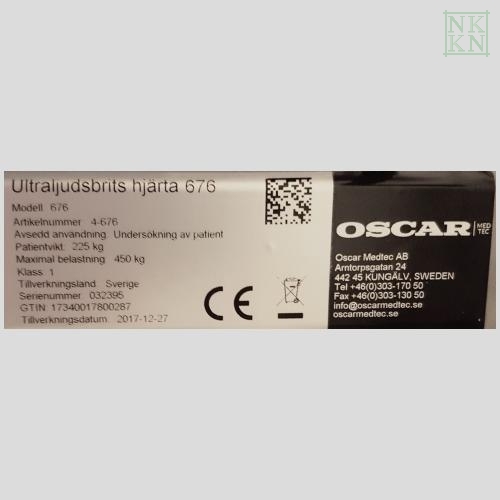 NK
KN
Ultraljudsbrits hjärta 676
Modell 676
Artikelnummer 4-676
Avsedd användning. Undersökning av patient
Patientvikt: 225 kg
Maximal belastning 450 kg
Klass: 1
Tillverkningsland: Sverige
Serienummer 032395
GTIN: 17340017800287
Tillverkningsdatum: 2017-12-27
CE
OSCAR MED TEC
Oscar Medtec AB
Arntorpsgatan 24
442 45 KUNGÄLV, SWEDEN
Tel +46(0)303-170 50
Fax +46(0)303-130 50
info@oscarmedtec.se
oscarmedtec.se